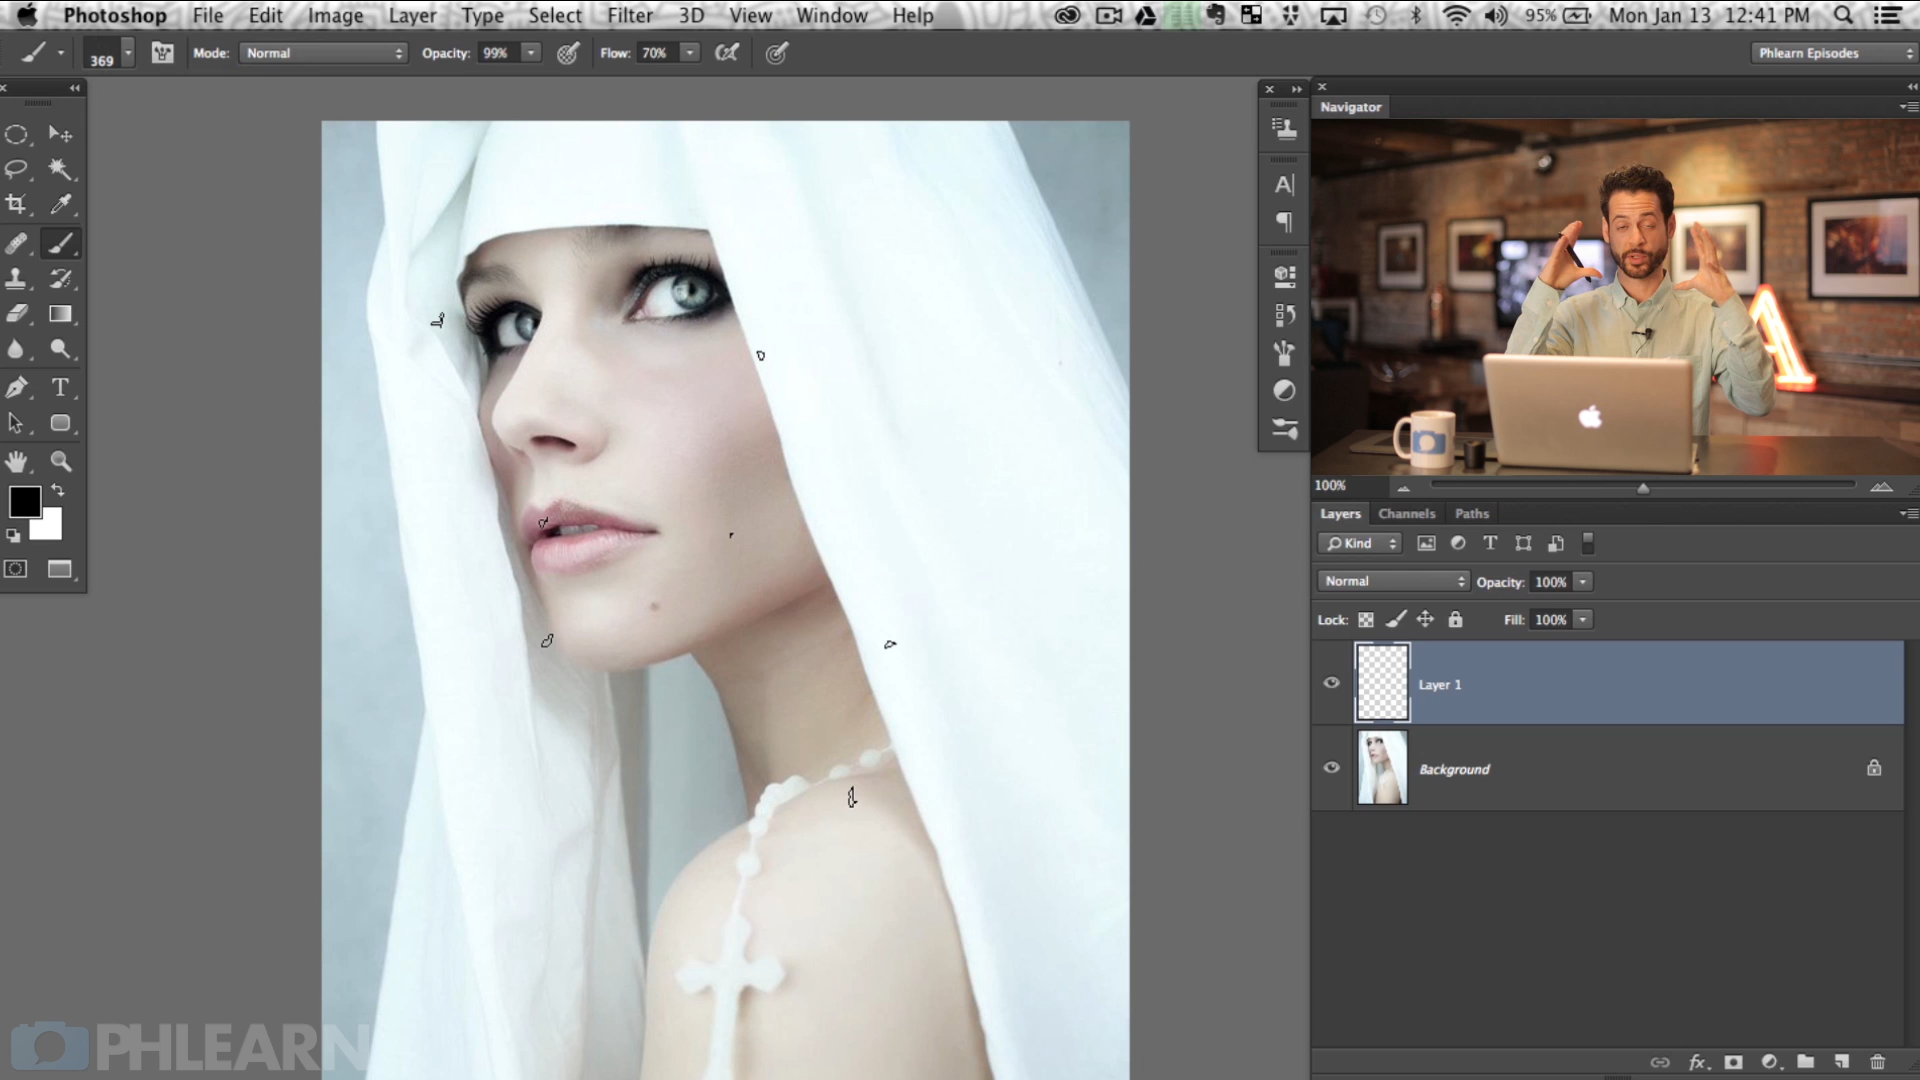 Photoshop File Edit Image Layer Type Select Filter 3D View Window Help 95% Mon Jan 13 12:41 PM
369 Mode: Normal Opacity: 99% Flow: 70% Phlearn Episodes
Navigator
A
T
100%
Layers Channels Paths
Kind T
Normal Opacity: 100%
Lock: Fill: 100%
Layer 1
Background
fx
PHLEARN